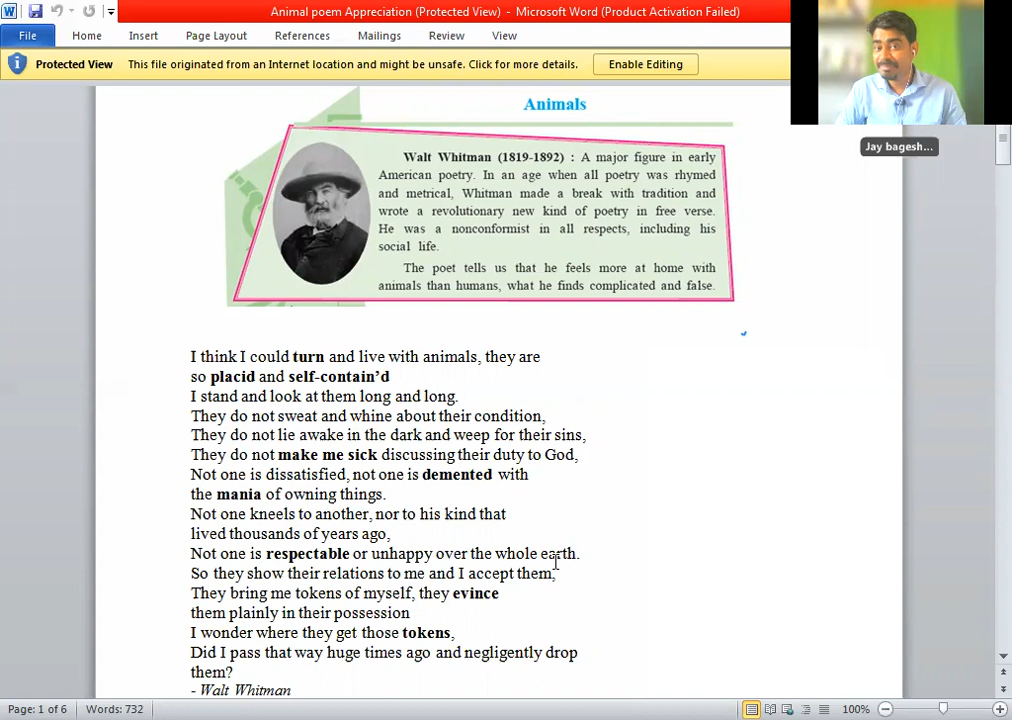 Animal poem Appreciation (Protected View) - Microsoft Word (Product Activation Failed)
File Home Insert Page Layout References Mailings Review View
Protected View This file originated from an Internet location and might be unsafe. Click for more details. Enable Editing
Jay bagesh...
Animals
Walt Whitman (1819-1892) : A major figure in early
American poetry. In an age when all poetry was rhymed
and metrical, Whitman made a break with tradition and
wrote a revolutionary new kind of poetry in free verse.
He was a nonconformist in all respects, including his
social life.
The poet tells us that he feels more at home with
animals than humans, what he finds complicated and false.
I think I could turn and live with animals, they are
so placid and self-contain'd
I stand and look at them long and long.
They do not sweat and whine about their condition,
They do not lie awake in the dark and weep for their sins,
They do not make me sick discussing their duty to God,
Not one is dissatisfied, not one is demented with
the mania of owning things.
Not one kneels to another, nor to his kind that
lived thousands of years ago,
Not one is respectable or unhappy over the whole earth.
So they show their relations to me and I accept them,
They bring me tokens of myself, they evince
them plainly in their possession
I wonder where they get those tokens,
Did I pass that way huge times ago and negligently drop
them?
- Walt Whitman
Page: 1 of 6 Words: 732 100%